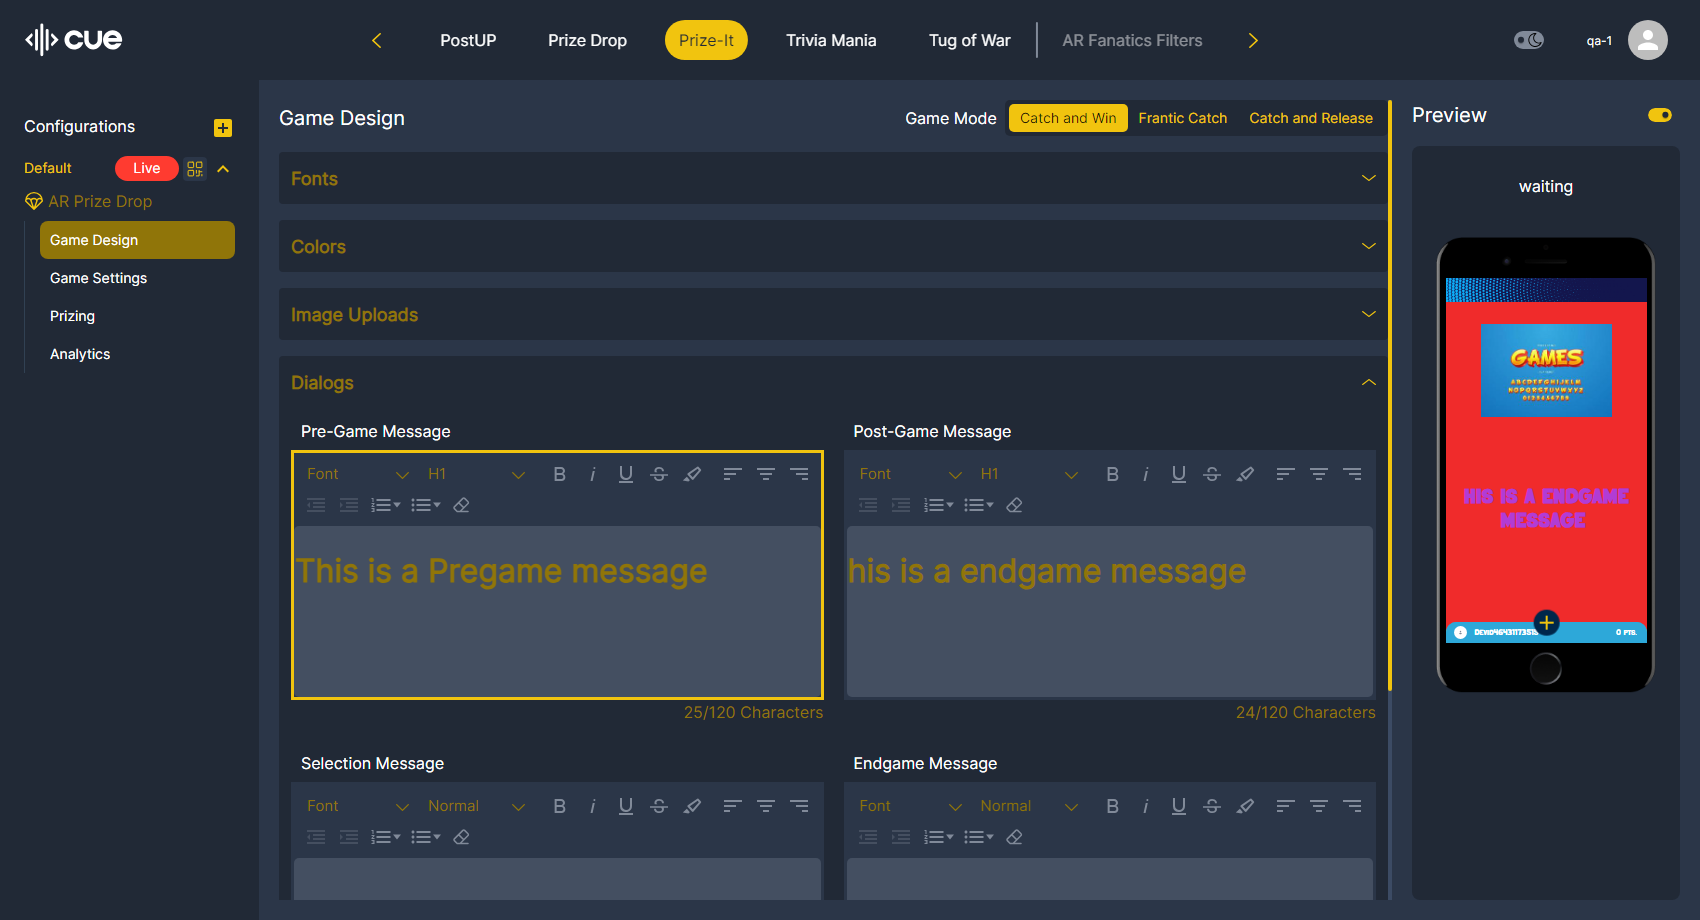 cue
PostUP
Prize Drop
Prize-It
Trivia Mania
Tug of War
AR Fanatics Filters
qa-1
Configurations
Default
Live
AR Prize Drop
Game Design
Game Settings
Prizing
Analytics
Game Design
Game Mode
Catch and Win
Frantic Catch
Catch and Release
Fonts
Colors
Image Uploads
Dialogs
Pre-Game Message
Font
H1
This is a Pregame message
25/120 Characters
Post-Game Message
Font
H1
his is a endgame message
24/120 Characters
Selection Message
Font
Normal
Endgame Message
Font
Normal
Preview
waiting
GAMES
ABCDEFGHIJKLM
NOPQRSTUVWXYZ
HIS IS A ENDGAME
MESSAGE
0 PTS.